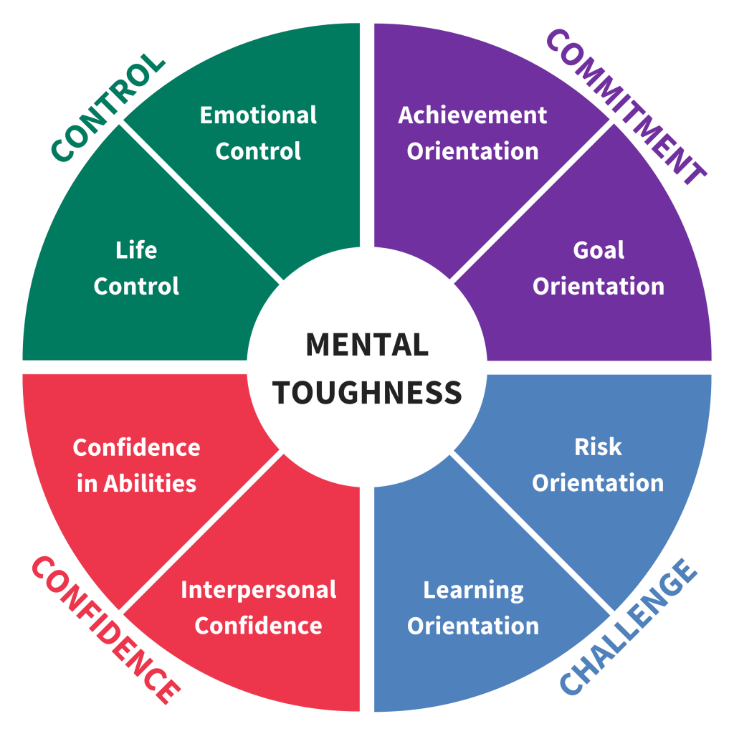 CONTROL
Emotional
Control
Life
Control
COMMITMENT
Achievement
Orientation
Goal
Orientation
MENTAL
TOUGHNESS
CONFIDENCE
Confidence
in Abilities
Interpersonal
Confidence
CHALLENGE
Risk
Orientation
Learning
Orientation